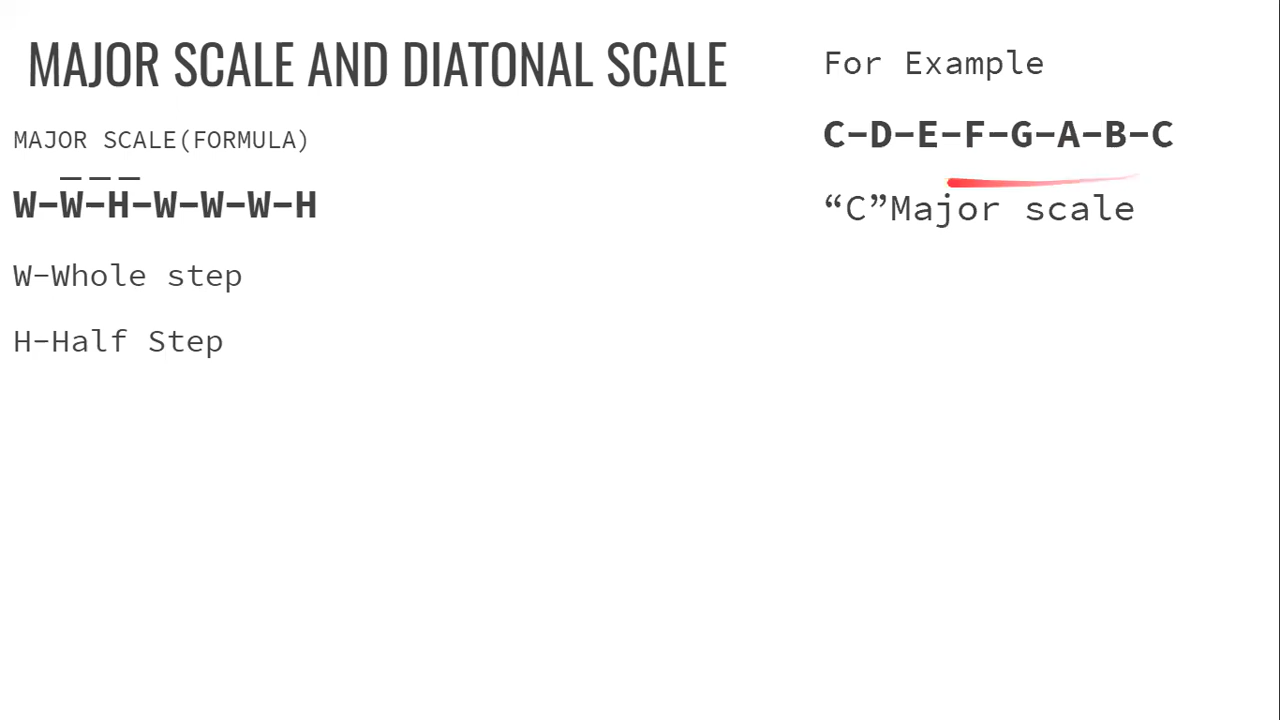 MAJOR SCALE AND DIATONAL SCALE
MAJOR SCALE(FORMULA)
W-W-H-W-W-W-H
W-Whole step
H-Half Step
For Example
C-D-E-F-G-A-B-C
“C”Major scale